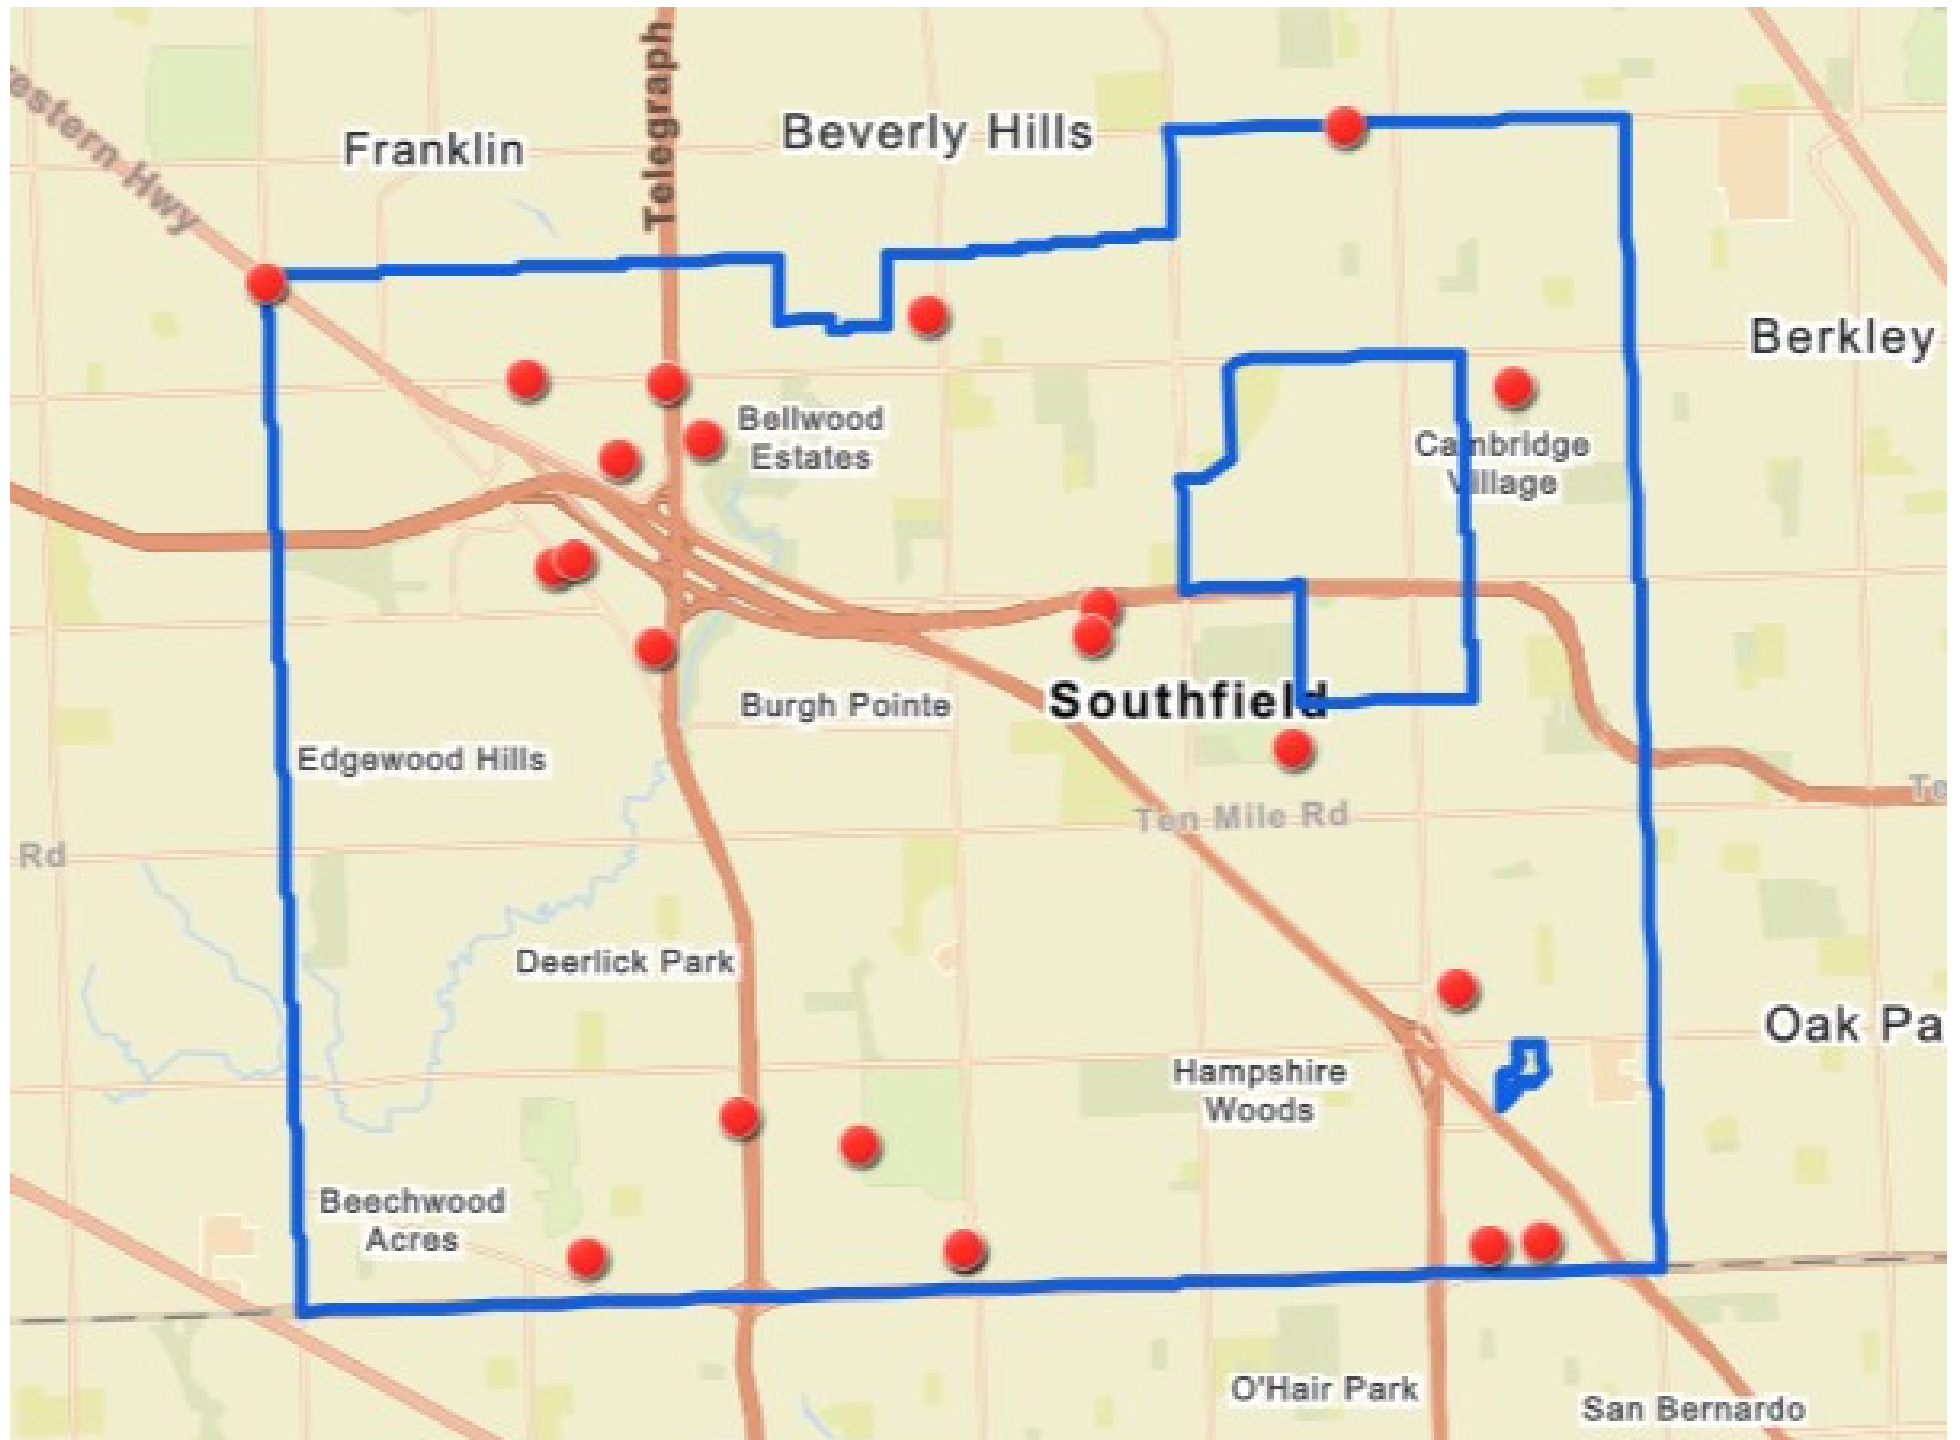 estern Hwy
Telegraph
Franklin
Beverly Hills
Berkley
Bellwood
Estates
Cambridge
Village
Southfield
Burgh Pointe
Edgewood Hills
Ten Mile Rd
Te
Rd
Deerlick Park
Oak Pa
Hampshire
Woods
Beechwood
Acres
O'Hair Park
San Bernardo